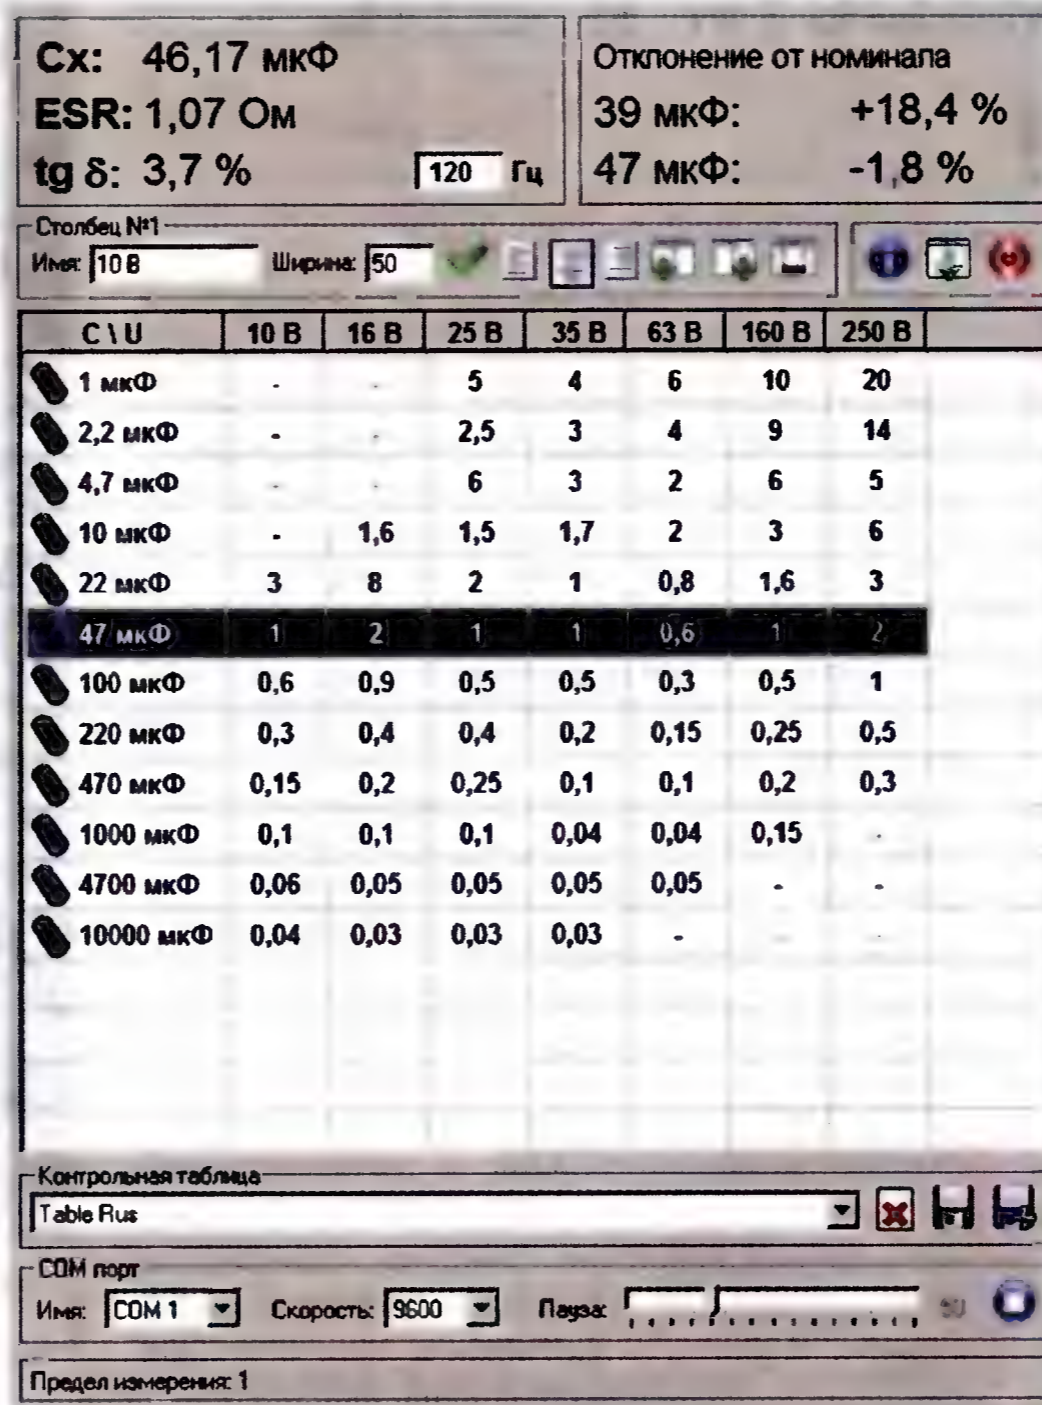 Cx: 46,17 мкФ
ESR: 1,07 Ом
tg δ: 3,7 %
120 Гц
Отклонение от номинала
39 мкФ: +18,4 %
47 мкФ: -1,8 %
Столбец №1
Имя: 10 В Ширина: 50
C \ U 10 В 16 В 25 В 35 В 63 В 160 В 250 В
1 мкФ - - 5 4 6 10 20
2,2 мкФ - - 2,5 3 4 9 14
4,7 мкФ - - 6 3 2 6 5
10 мкФ - 1,6 1,5 1,7 2 3 6
22 мкФ 3 8 2 1 0,8 1,6 3
47 мкФ 1 2 1 1 0,6 1 2
100 мкФ 0,6 0,9 0,5 0,5 0,3 0,5 1
220 мкФ 0,3 0,4 0,4 0,2 0,15 0,25 0,5
470 мкФ 0,15 0,2 0,25 0,1 0,1 0,2 0,3
1000 мкФ 0,1 0,1 0,1 0,04 0,04 0,15 -
4700 мкФ 0,06 0,05 0,05 0,05 0,05 - -
10000 мкФ 0,04 0,03 0,03 0,03 - - -
Контрольная таблица
Table Rus
COM порт
Имя: COM 1 Скорость: 9600 Пауза:
Предел измерения: 1